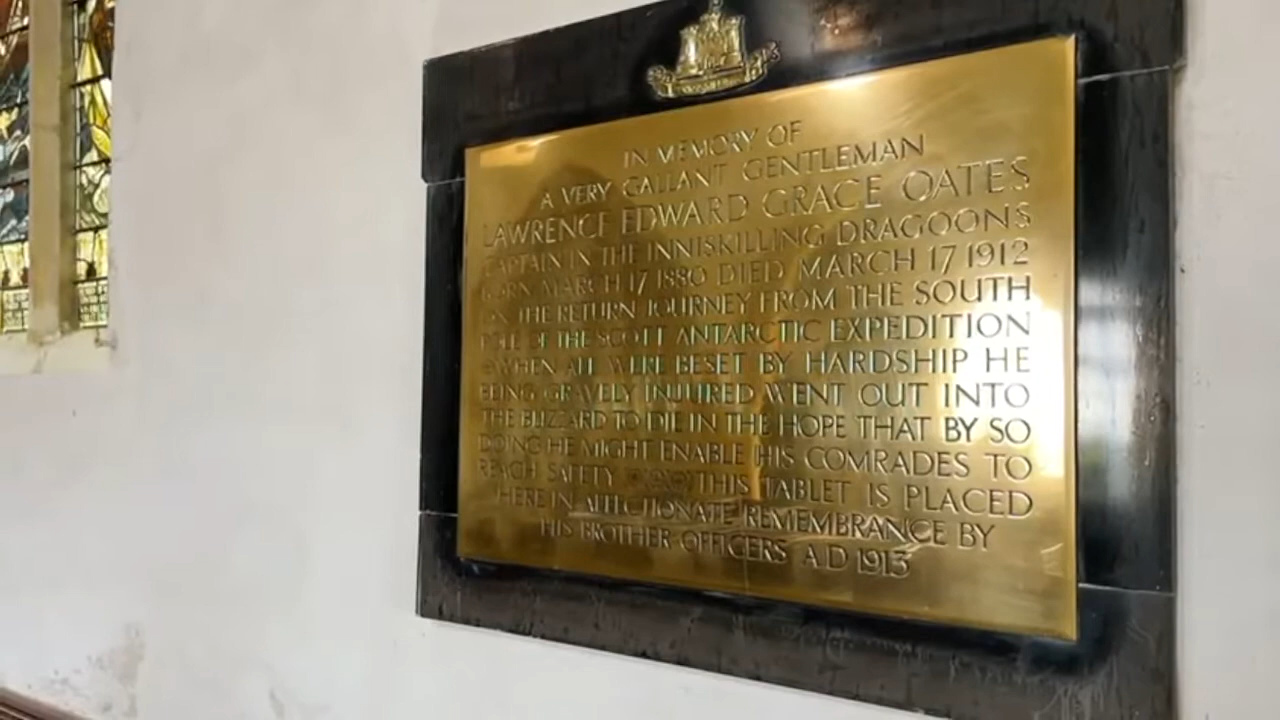 IN MEMORY OF
A VERY GALLANT GENTLEMAN
LAWRENCE EDWARD GRACE OATES
CAPTAIN IN THE INNISKILLING DRAGOONS
BORN MARCH 17 1880 DIED MARCH 17 1912
ON THE RETURN JOURNEY FROM THE SOUTH
POLE OF THE SCOTT ANTARCTIC EXPEDITION
WHEN ALL WERE BESET BY HARDSHIP HE
BEING GRAVELY INJURED WENT OUT INTO
THE BLIZZARD TO DIE IN THE HOPE THAT BY SO
DOING HE MIGHT ENABLE HIS COMRADES TO
REACH SAFETY THIS TABLET IS PLACED
HERE IN AFFECTIONATE REMEMBRANCE BY
HIS BROTHER OFFICERS A.D 1913